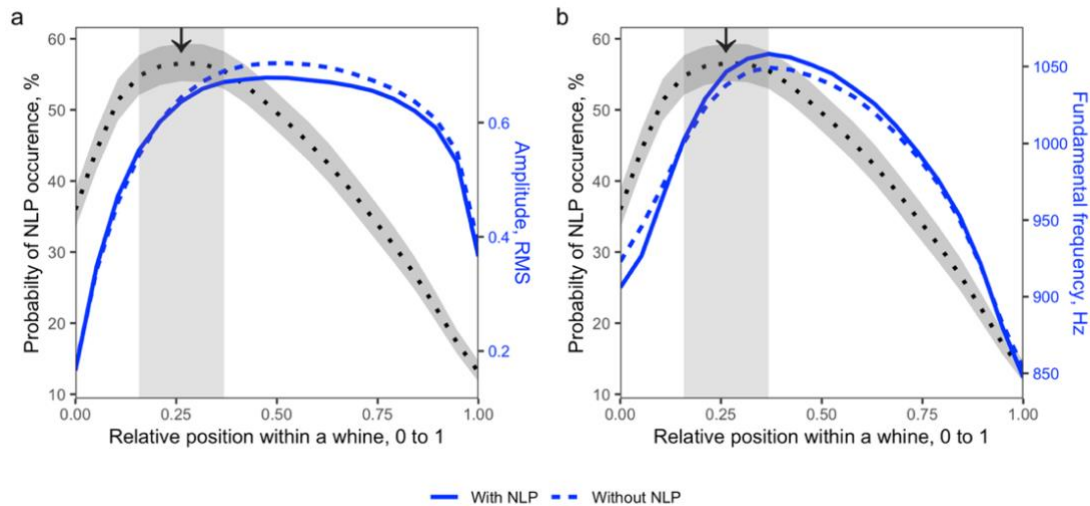 a
Probabilty of NLP occurence, %
60
50
40
30
20
10
0.6
0.4
0.2
Amplitude, RMS
0.00 0.25 0.50 0.75 1.00
Relative position within a whine, 0 to 1
b
Probabilty of NLP occurence, %
60
50
40
30
20
10
1050
1000
950
900
850
Fundamental frequency, Hz
0.00 0.25 0.50 0.75 1.00
Relative position within a whine, 0 to 1
With NLP Without NLP